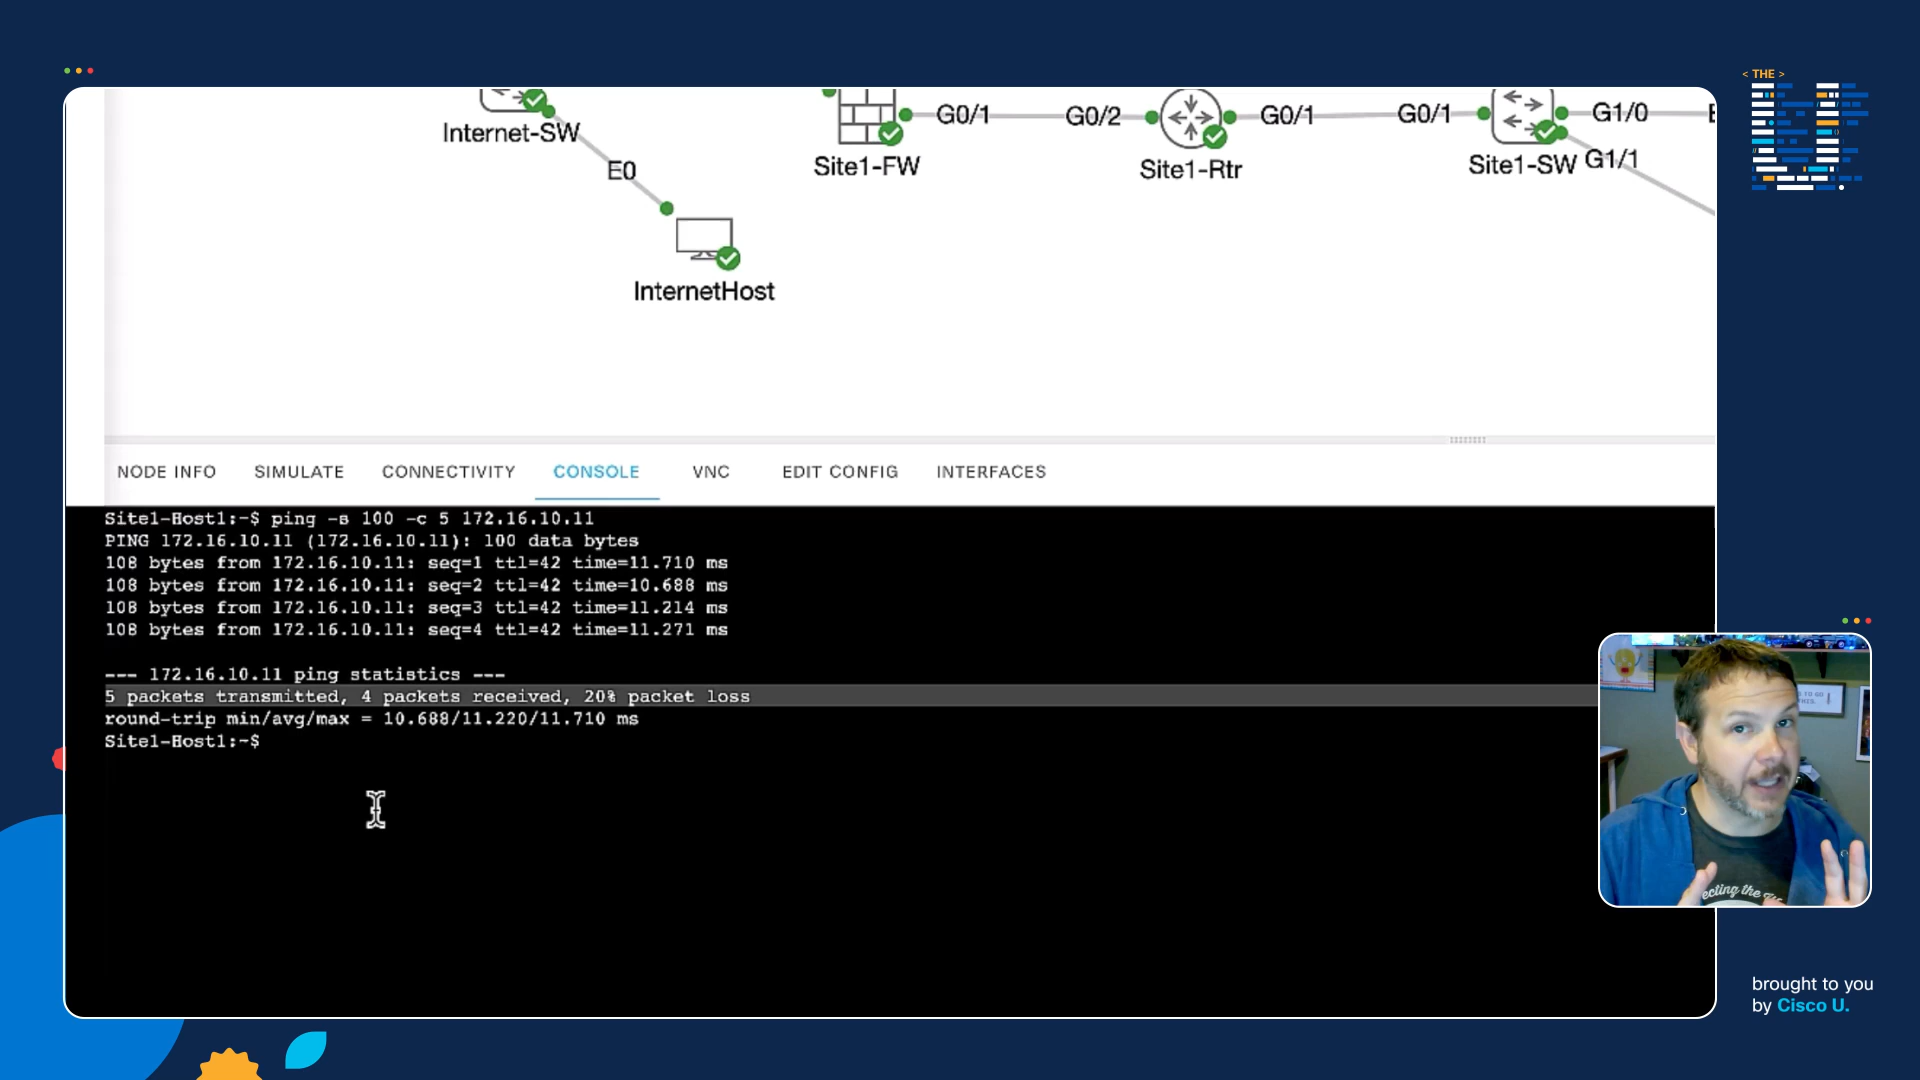 < THE >
G0/1
G0/2
G0/1
G0/1
G1/0
Internet-SW
Site1-FW
Site1-Rtr
Site1-SW
G1/1
E0
InternetHost
NODE INFO
SIMULATE
CONNECTIVITY
CONSOLE
VNC
EDIT CONFIG
INTERFACES
Site1-Host1:~$ ping -s 100 -c 5 172.16.10.11
PING 172.16.10.11 (172.16.10.11): 100 data bytes
108 bytes from 172.16.10.11: seq=1 ttl=42 time=11.710 ms
108 bytes from 172.16.10.11: seq=2 ttl=42 time=10.688 ms
108 bytes from 172.16.10.11: seq=3 ttl=42 time=11.214 ms
108 bytes from 172.16.10.11: seq=4 ttl=42 time=11.271 ms
--- 172.16.10.11 ping statistics ---
5 packets transmitted, 4 packets received, 20% packet loss
round-trip min/avg/max = 10.688/11.220/11.710 ms
Site1-Host1:~$
brought to you
by Cisco U.